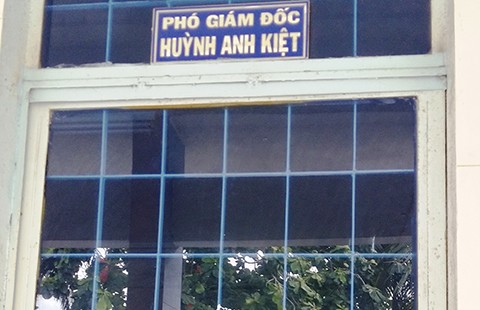 PHÓ GIÁM ĐỐC
HUỲNH ANH KIỆT